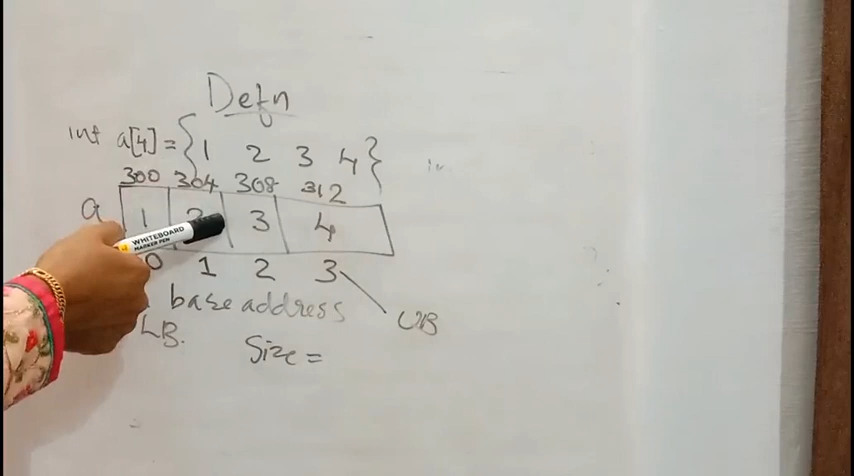 Defn
int a[4] = { 1 2 3 4 }
300 304 308 312
a 1 2 3 4
WHITEBOARD
MARKER PEN
0 1 2 3
base address
UB
LB.
Size =